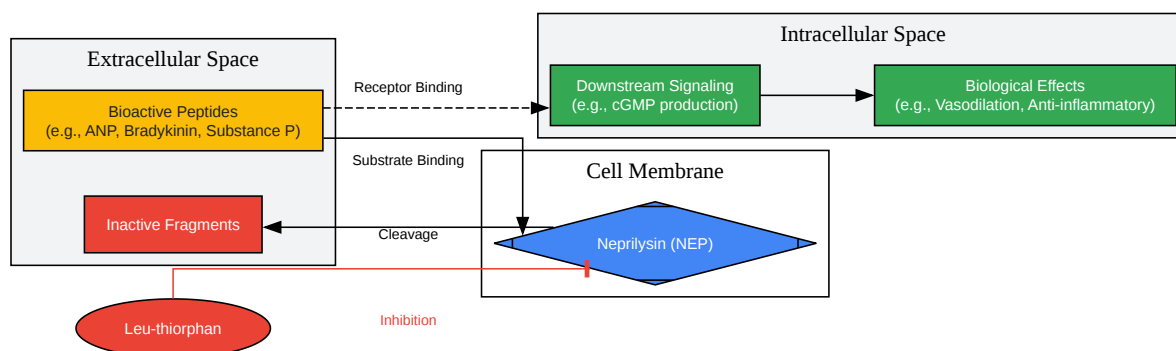 Intracellular Space
Extracellular Space
Receptor Binding
Downstream Signaling
(e.g., cGMP production)
Biological Effects
(e.g., Vasodilation, Anti-inflammatory)
Bioactive Peptides
(e.g., ANP, Bradykinin, Substance P)
Substrate Binding
Cell Membrane
Inactive Fragments
Cleavage
Neprilysin (NEP)
Leu-thiorphan
Inhibition